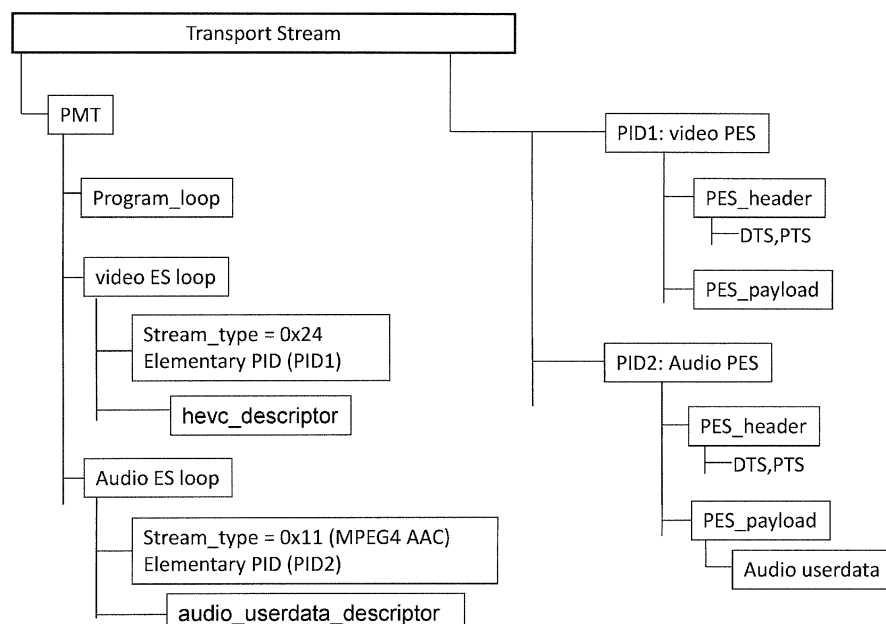 Transport Stream
PMT
Program_loop
video ES loop
Stream_type = 0x24
Elementary PID (PID1)
hevc_descriptor
Audio ES loop
Stream_type = 0x11 (MPEG4 AAC)
Elementary PID (PID2)
audio_userdata_descriptor
PID1: video PES
PES_header
DTS,PTS
PES_payload
PID2: Audio PES
PES_header
DTS,PTS
PES_payload
Audio userdata